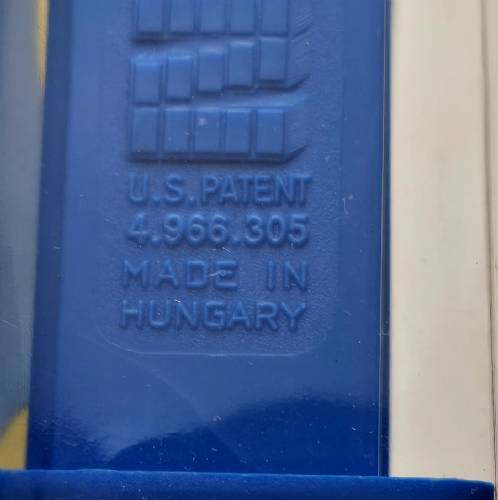 U.S. PATENT
4.966.305
MADE IN
HUNGARY